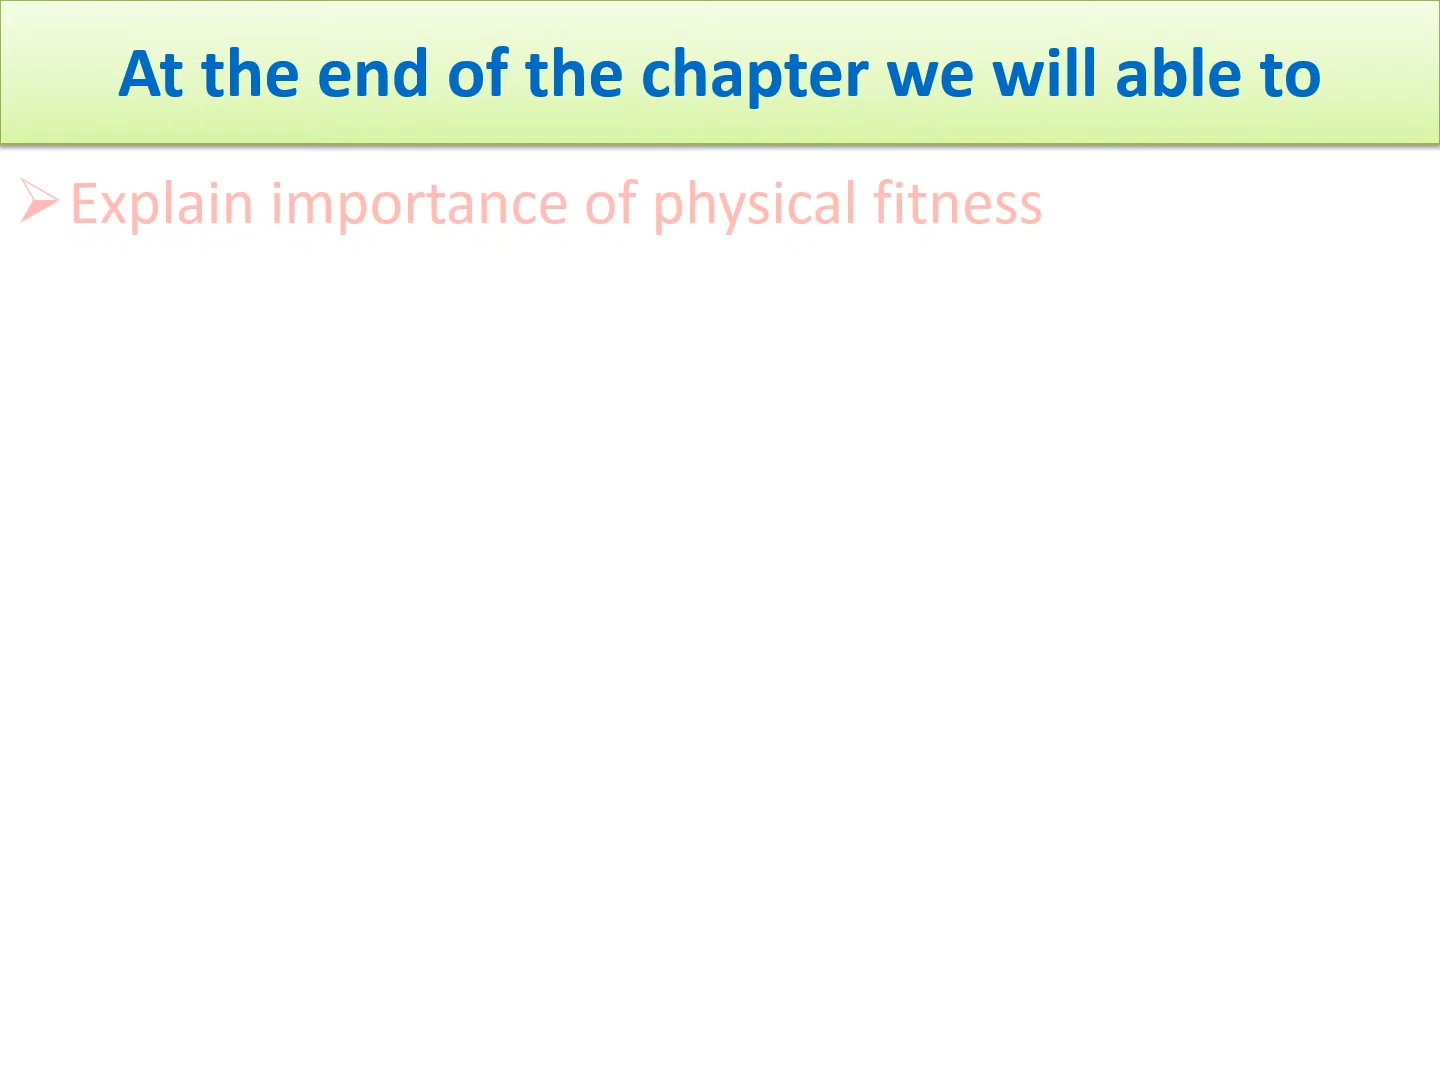 At the end of the chapter we will able to
Explain importance of physical fitness